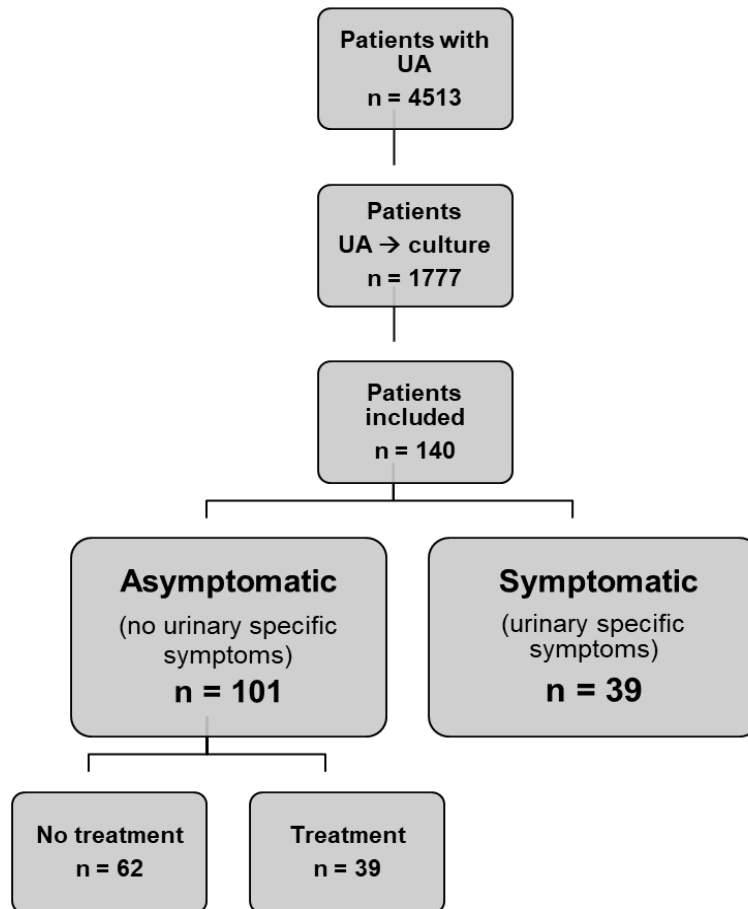 Patients with
UA
n = 4513
Patients
UA → culture
n = 1777
Patients
included
n = 140
Asymptomatic
(no urinary specific
symptoms)
n = 101
Symptomatic
(urinary specific
symptoms)
n = 39
No treatment
n = 62
Treatment
n = 39